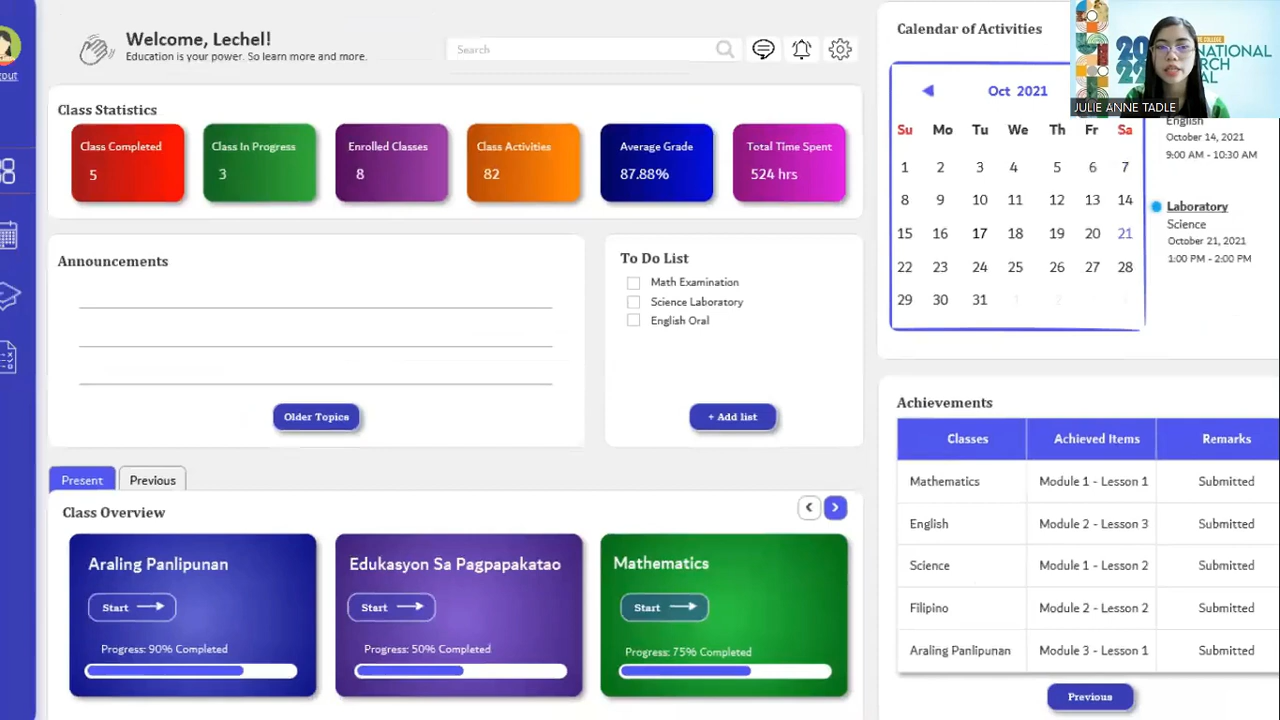 out
Welcome, Lechel!
Education is your power. So learn more and more.
Search
Class Statistics
Class Completed
5
Class In Progress
3
Enrolled Classes
8
Class Activities
82
Average Grade
87.88%
Total Time Spent
524 hrs
Announcements
Older Topics
To Do List
Math Examination
Science Laboratory
English Oral
+ Add list
Present
Previous
Class Overview
Araling Panlipunan
Start
Progress: 90% Completed
Edukasyon Sa Pagpapakatao
Start
Progress: 50% Completed
Mathematics
Start
Progress: 75% Completed
Calendar of Activities
Oct 2021
Su Mo Tu We Th Fr Sa
1 2 3 4 5 6 7
8 9 10 11 12 13 14
15 16 17 18 19 20 21
22 23 24 25 26 27 28
29 30 31 1 2
JULIE ANNE TADLE
English
October 14, 2021
9:00 AM - 10:30 AM
Laboratory
Science
October 21, 2021
1:00 PM - 2:00 PM
Achievements
Classes Achieved Items Remarks
Mathematics Module 1 - Lesson 1 Submitted
English Module 2 - Lesson 3 Submitted
Science Module 1 - Lesson 2 Submitted
Filipino Module 2 - Lesson 2 Submitted
Araling Panlipunan Module 3 - Lesson 1 Submitted
Previous